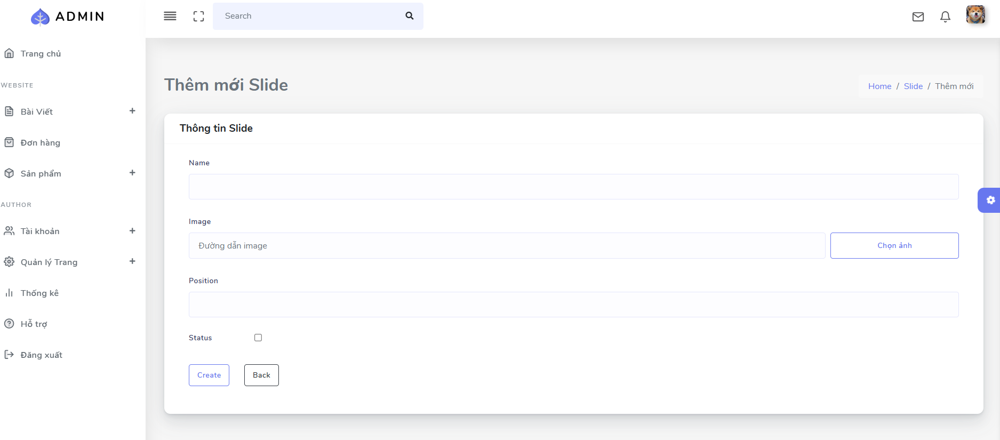 ADMIN
Search
Trang chủ
WEBSITE
Bài Viết
Đơn hàng
Sản phẩm
AUTHOR
Tài khoản
Quản lý Trang
Thống kê
Hỗ trợ
Đăng xuất
Thêm mới Slide
Home / Slide / Thêm mới
Thông tin Slide
Name
Image
Đường dẫn image
Chọn ảnh
Position
Status
Create
Back